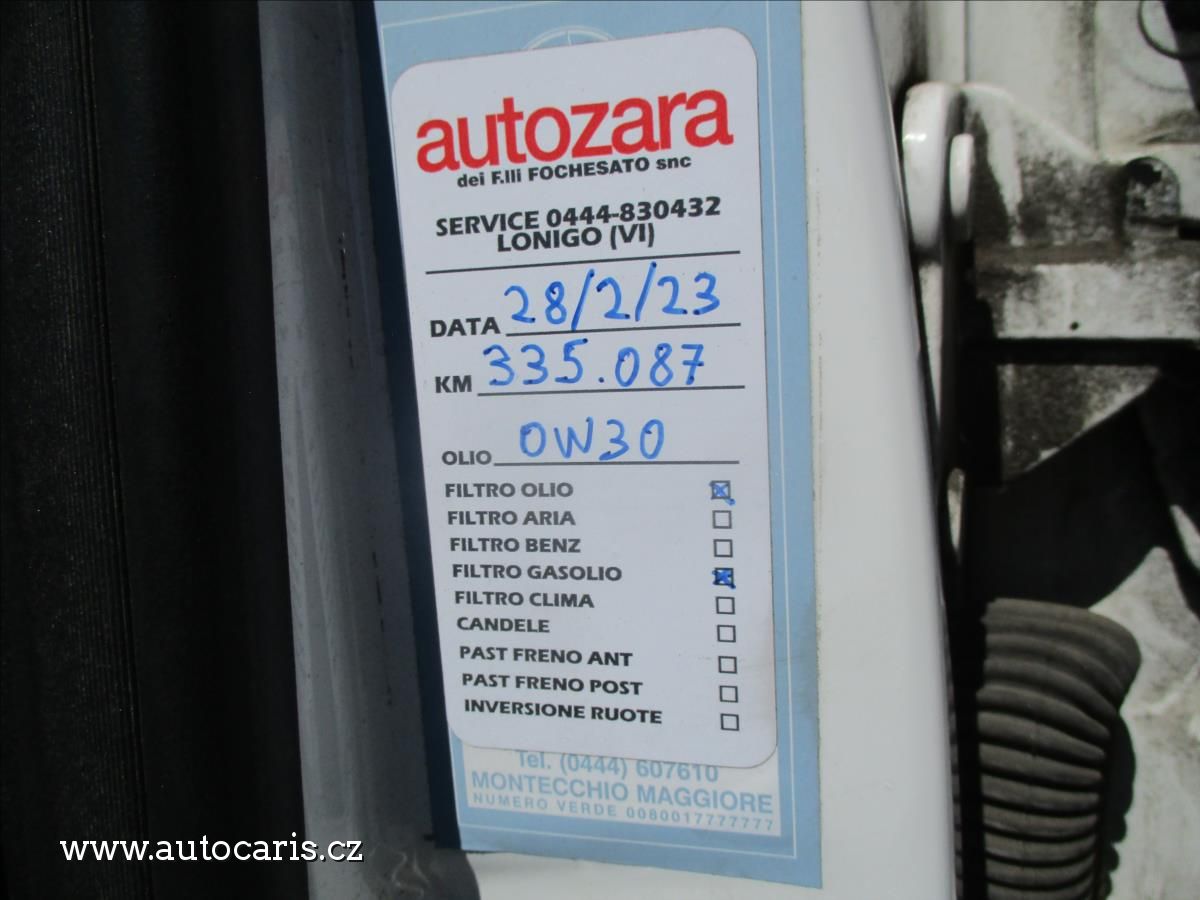 autozara
dei F.lli FOCHESATO snc
SERVICE 0444-830432
LONIGO (VI)
DATA 28/2/23
KM 335.087
OLIO 0W30
FILTRO OLIO
FILTRO ARIA
FILTRO BENZ
FILTRO GASOLIO
FILTRO CLIMA
CANDELE
PAST FRENO ANT
PAST FRENO POST
INVERSIONE RUOTE
Tel. (0444) 607610
MONTECCHIO MAGGIORE
NUMERO VERDE 0080017777777
www.autocaris.cz